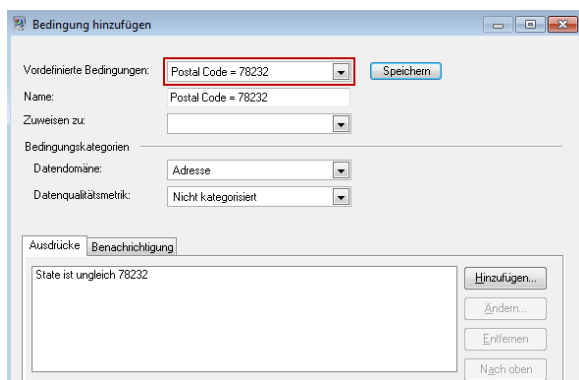 Bedingung hinzufügen
Vordefinierte Bedingungen: Postal Code = 78232 Speichern
Name: Postal Code = 78232
Zuweisen zu:
Bedingungskategorien
Datendomäne: Adresse
Datenqualitätsmetrik: Nicht kategorisiert
Ausdrücke Benachrichtigung
State ist ungleich 78232 Hinzufügen...
Ändern...
Entfernen
Nach oben